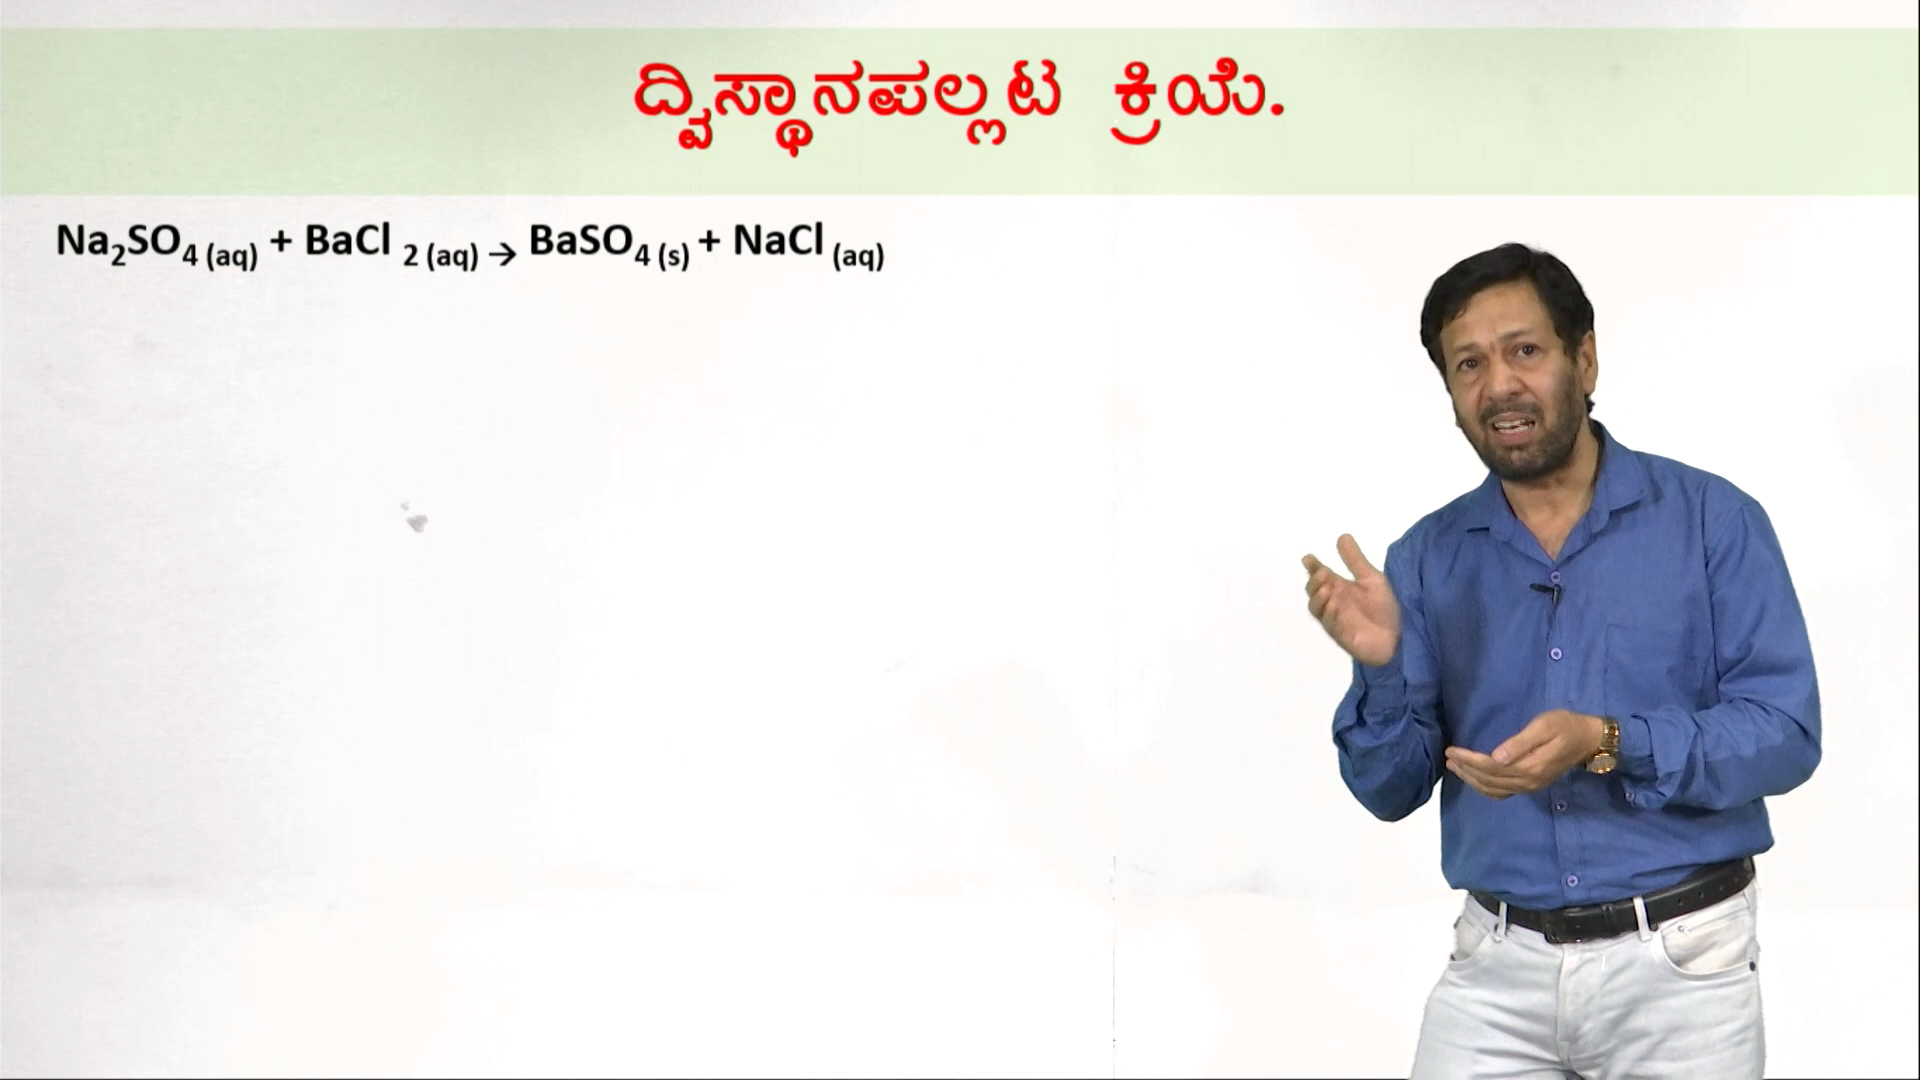 ದ್ವಿಸ್ಥಾನಪಲ್ಲಟ ಕ್ರಿಯೆ.
Na₂SO₄ (aq) + BaCl ₂ (aq) → BaSO₄ (s) + NaCl (aq)